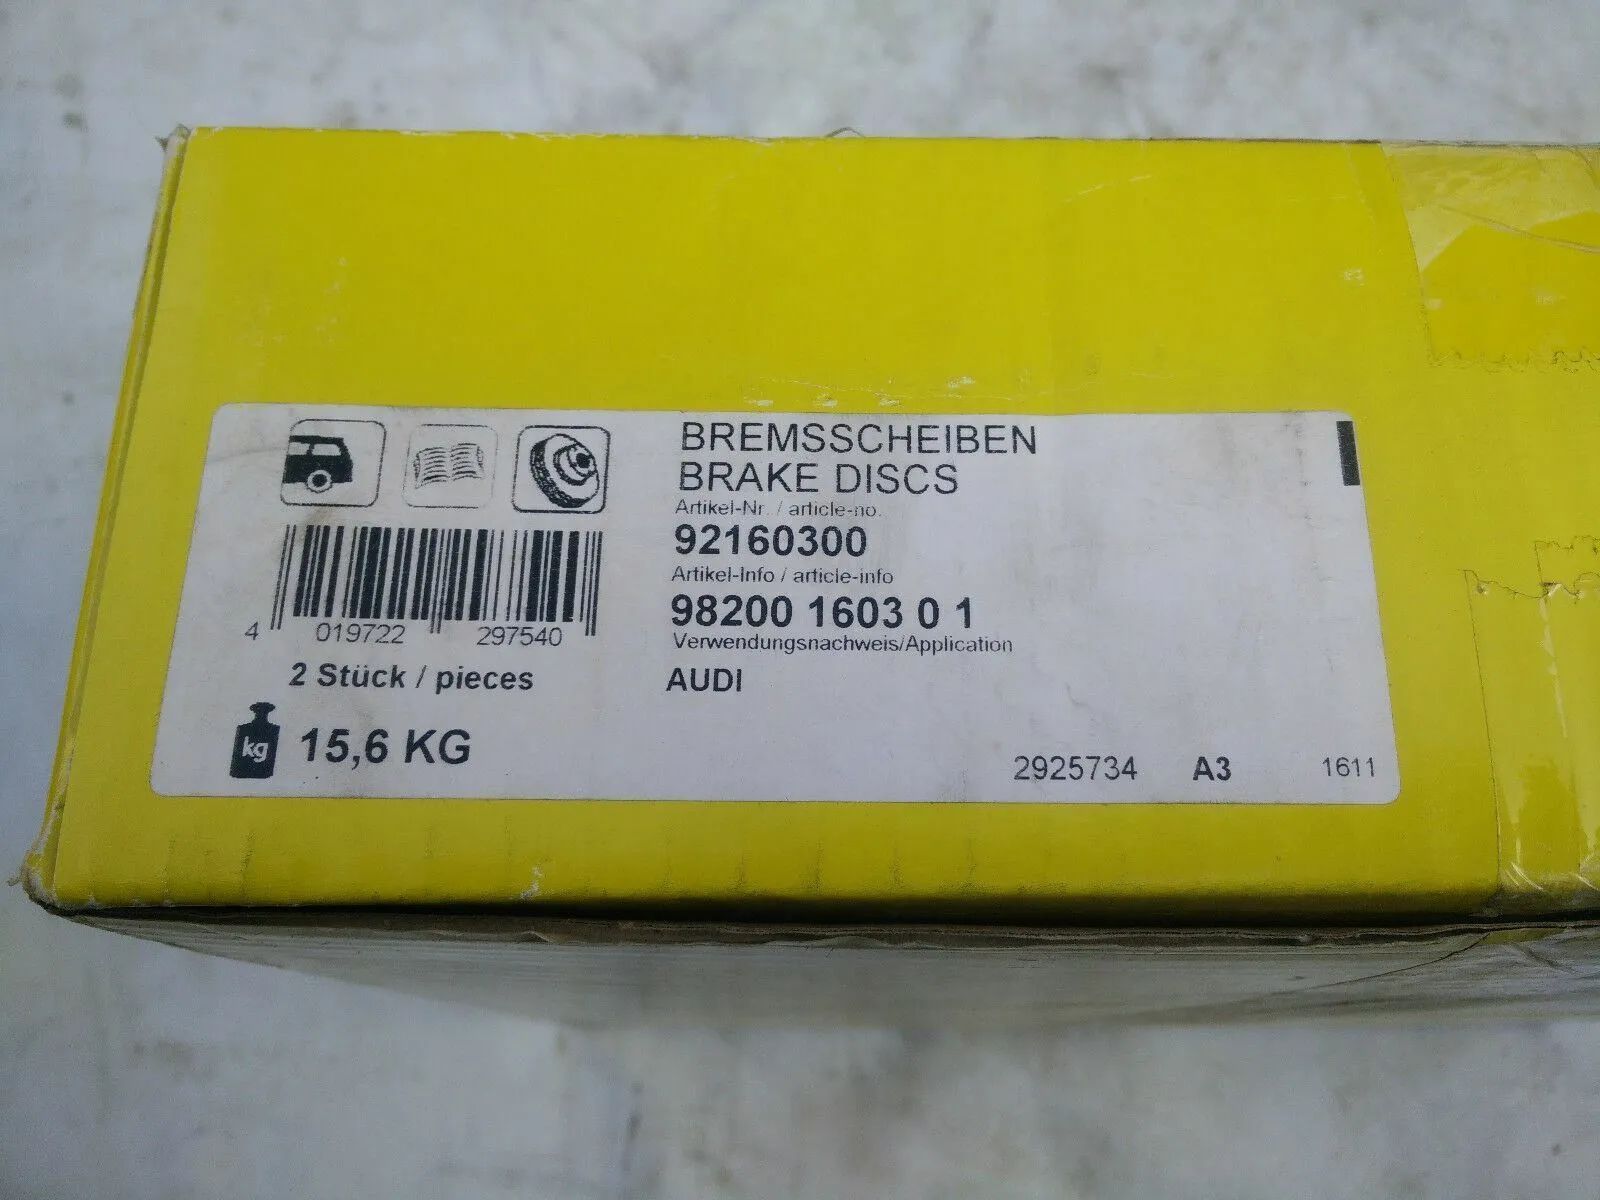 BREMSSCHEIBEN
BRAKE DISCS
Artikel-Nr. / article-no.
92160300
Artikel-Info / article-info
98200 1603 0 1
Verwendungsnachweis/Application
AUDI
4 019722 297540
2 Stück / pieces
kg 15,6 KG
2925734 A3 1611